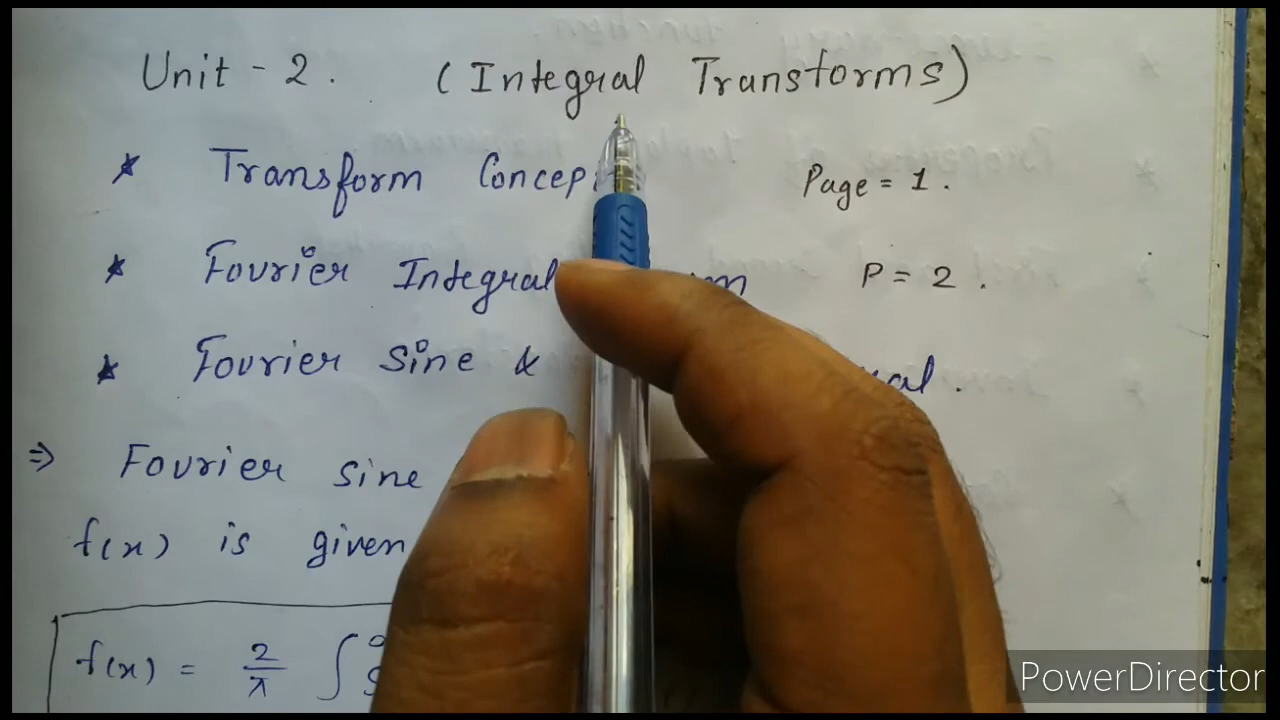 Unit - 2. (Integral Transforms)
* Transform Concep Page = 1.
* Fourier Integral P = 2.
* Fourier Sine &
⇒ Fourier Sine
f(x) is given
f(x) = 2/π ∫
PowerDirector